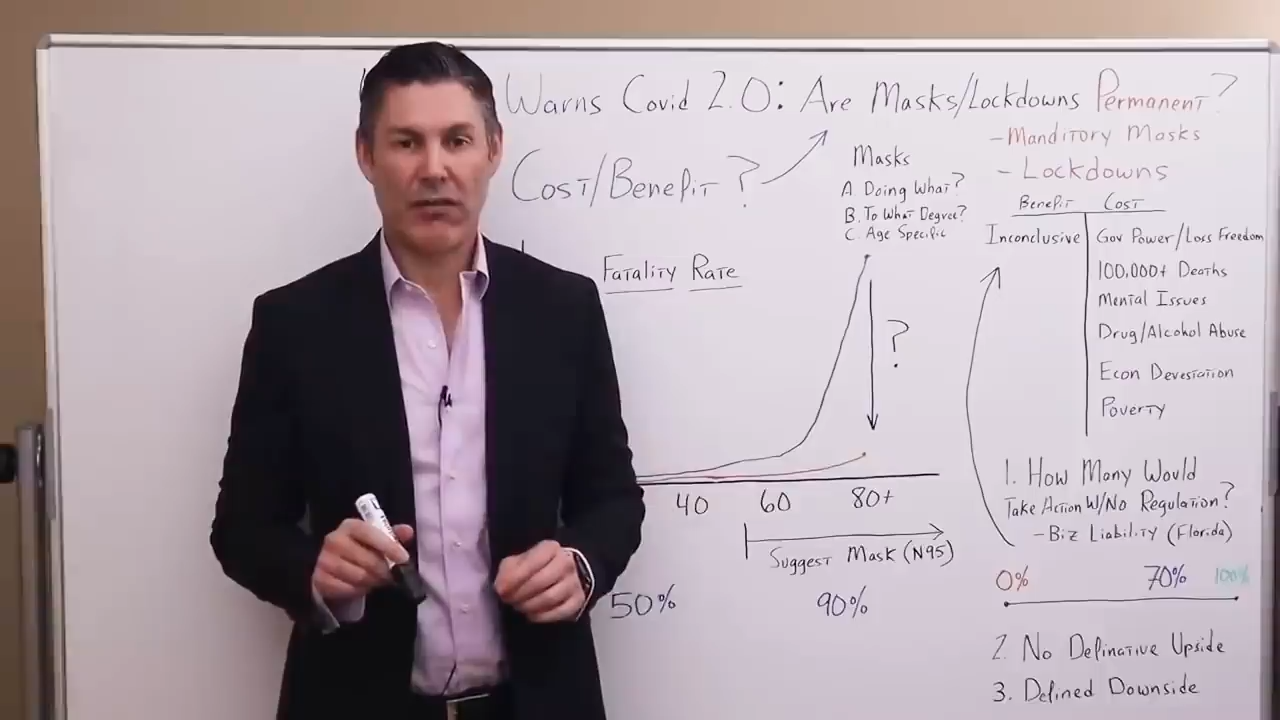 Warns Covid 2.0: Are Masks/Lockdowns Permanent?
- Manditory Masks
- Lockdowns
Cost/Benefit?
Masks
A. Doing What?
B. To What Degree?
C. Age Specific
Benefit Cost
Inconclusive
Gov Power/Loss Freedom
100,000+ Deaths
Mental Issues
Drug/Alcohol Abuse
Econ Devestation
Poverty
Fatality Rate
?
40 60 80+
Suggest Mask (N95)
50% 90%
1. How Many Would
Take Action W/No Regulation?
- Biz Liability (Florida)
0% 70% 100%
2. No Definative Upside
3. Defined Downside